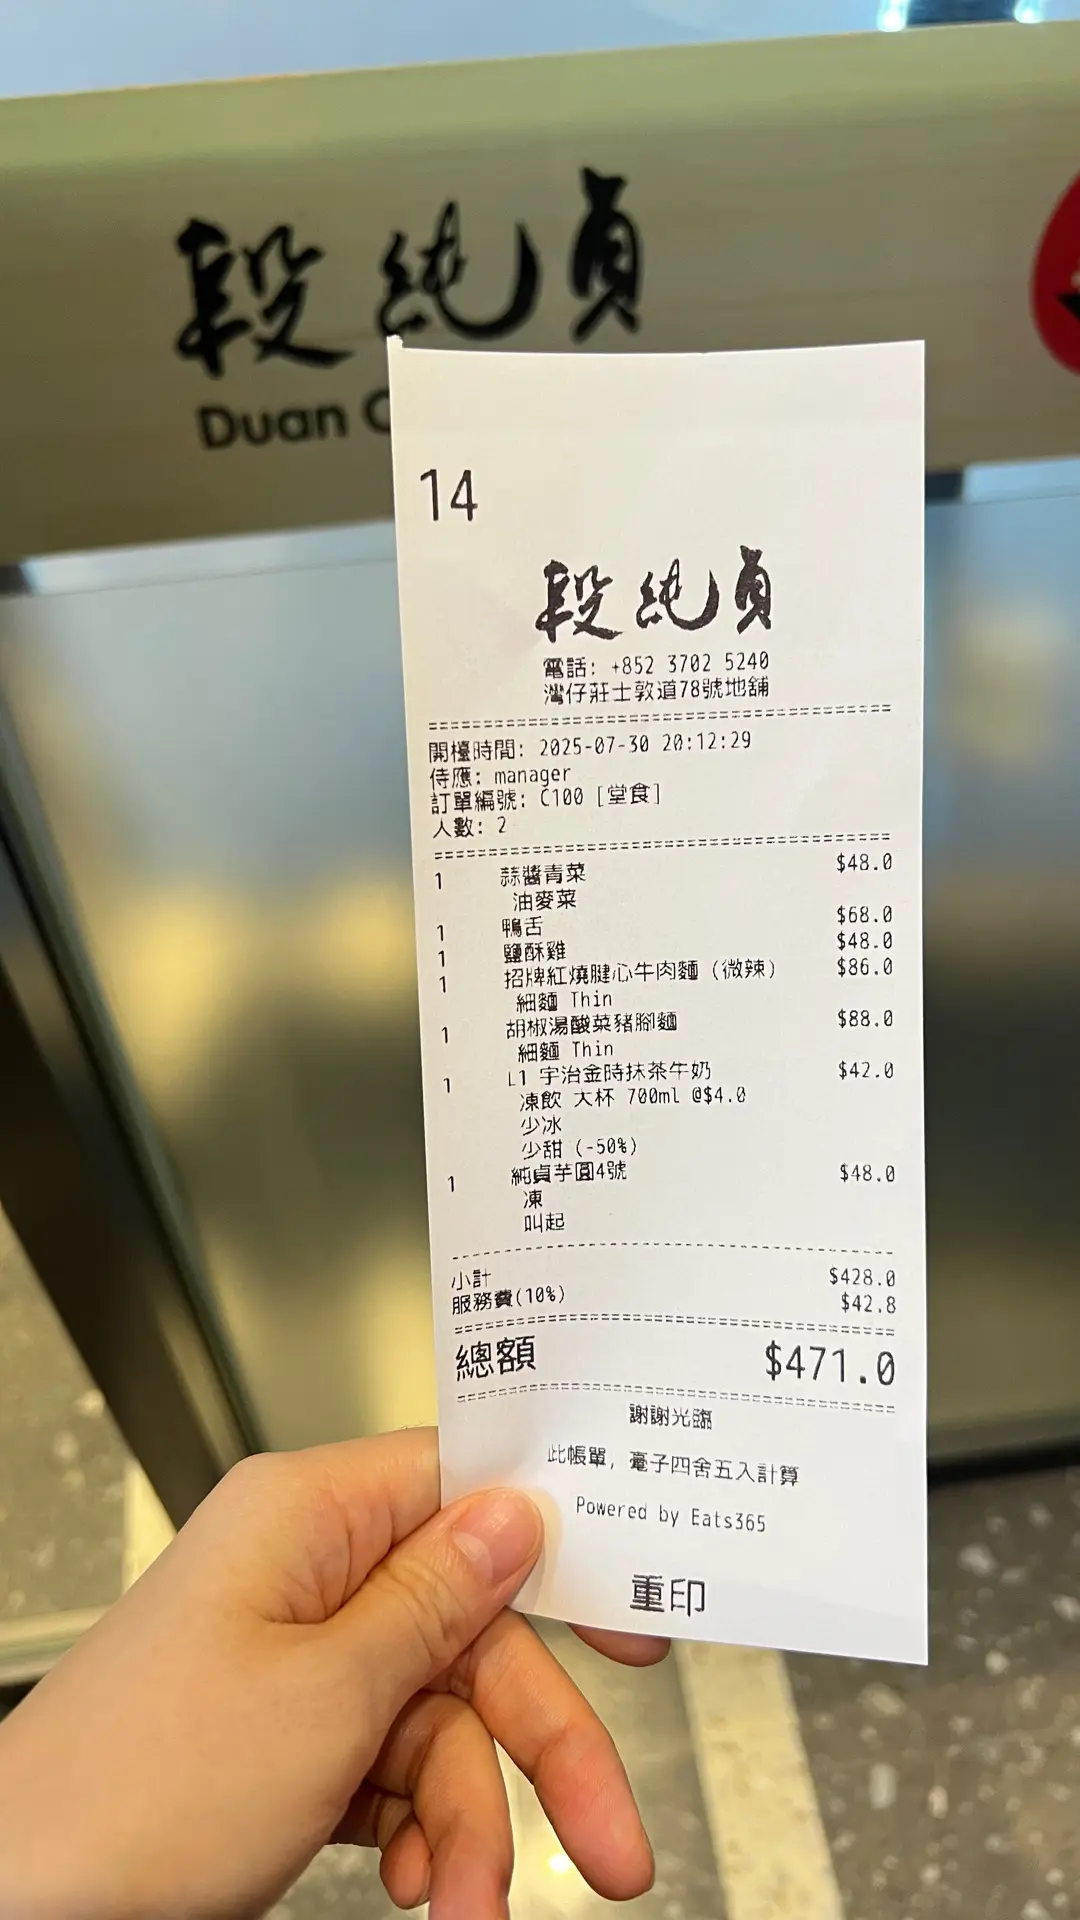 段純貞
Duan
14
段純貞
電話: +852 3702 5240
灣仔莊士敦道78號地舖
開檯時間: 2025-07-30 20:12:29
侍應: manager
訂單編號: C100 [堂食]
人數: 2
1 蒜醬青菜 $48.0
油麥菜
1 鴨舌 $68.0
1 鹽酥雞 $48.0
1 招牌紅燒腱心牛肉麵 (微辣) $86.0
細麵 Thin
1 胡椒湯酸菜豬腳麵 $88.0
細麵 Thin
1 L1 宇治金時抹茶牛奶 $42.0
凍飲 大杯 700ml @$4.0
少冰
少甜 (-50%)
1 純貞芋圓4號 $48.0
凍
叫起
小計 $428.0
服務費(10%) $42.8
總額 $471.0
謝謝光臨
此帳單, 毫子四舍五入計算
Powered by Eats365
重印